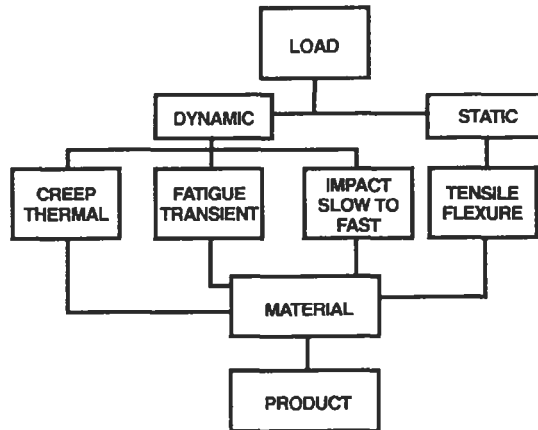 LOAD
DYNAMIC
STATIC
CREEP
THERMAL
FATIGUE
TRANSIENT
IMPACT
SLOW TO
FAST
TENSILE
FLEXURE
MATERIAL
PRODUCT